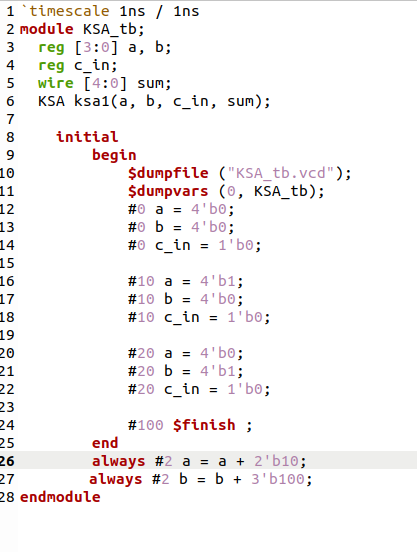 1 `timescale 1ns / 1ns
2 module KSA_tb;
3 reg [3:0] a, b;
4 reg c_in;
5 wire [4:0] sum;
6 KSA ksa1(a, b, c_in, sum);
7
8 initial
9 begin
10 $dumpfile ("KSA_tb.vcd");
11 $dumpvars (0, KSA_tb);
12 #0 a = 4'b0;
13 #0 b = 4'b0;
14 #0 c_in = 1'b0;
15
16 #10 a = 4'b1;
17 #10 b = 4'b0;
18 #10 c_in = 1'b0;
19
20 #20 a = 4'b0;
21 #20 b = 4'b1;
22 #20 c_in = 1'b0;
23
24 #100 $finish ;
25 end
26 always #2 a = a + 2'b10;
27 always #2 b = b + 3'b100;
28 endmodule